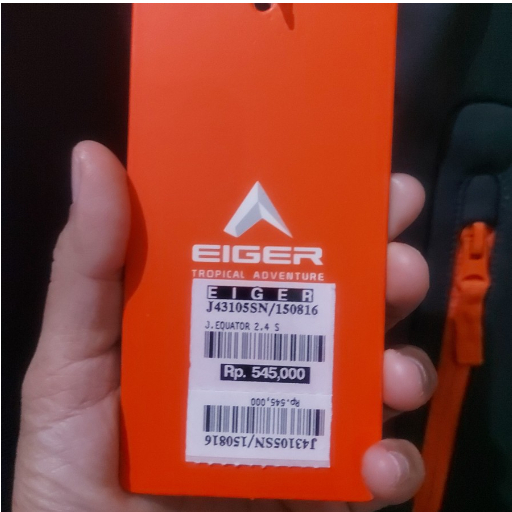 EIGER
TROPICAL ADVENTURE
EIGER
J43105SN/150816
J.EQUATOR 2.4 S
Rp. 545,000
Rp.545,000
J43105SN/150816